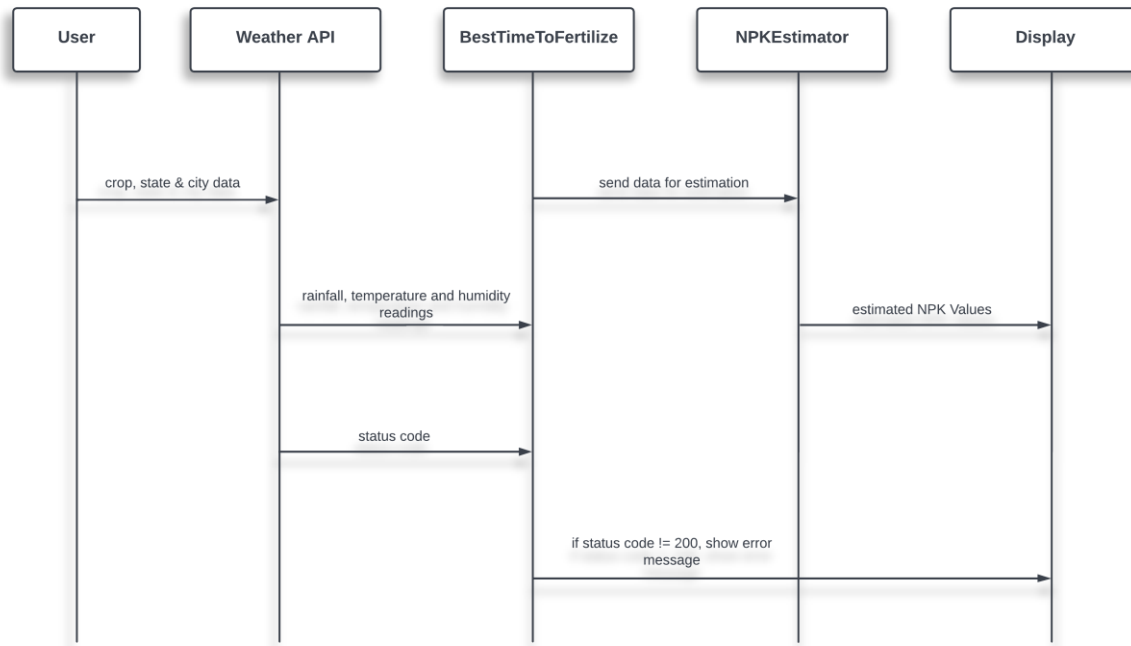 User
Weather API
BestTimeToFertilize
NPKEstimator
Display
crop, state & city data
send data for estimation
rainfall, temperature and humidity
readings
estimated NPK Values
status code
if status code != 200, show error
message